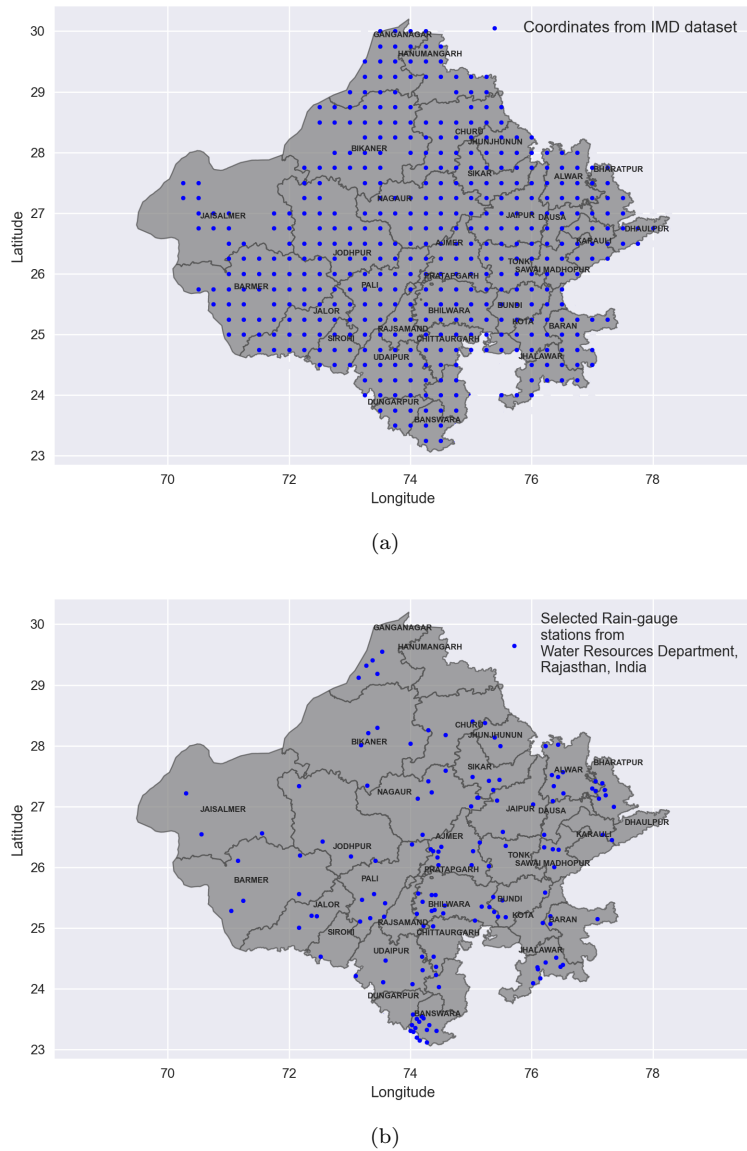 Coordinates from IMD dataset
30
29
28
27
26
25
24
23
Latitude
GANGANAGAR
HANUMANGARH
CHURU
JHUNJHUNUN
BIKANER
SIKAR
ALWAR
BHARATPUR
NAGAUR
JAISALMER
JAIPUR
DAUSA
DHAULPUR
AJMER
KARAULI
JODHPUR
TONK
SAWAI MADHOPUR
BARMER
PALI
PRATAPGARH
JALOR
BHILWARA
BUNDI
KOTA
BARAN
RAJSAMAND
SIROHI
CHITTAURGARH
UDAIPUR
JHALAWAR
DUNGARPUR
BANSWARA
70
72
74
76
78
Longitude
(a)
Selected Rain-gauge
stations from
Water Resources Department,
Rajasthan, India
30
29
28
27
26
25
24
23
Latitude
GANGANAGAR
HANUMANGARH
CHURU
JHUNJHUNUN
BIKANER
SIKAR
ALWAR
BHARATPUR
NAGAUR
JAISALMER
JAIPUR
DAUSA
DHAULPUR
AJMER
KARAULI
JODHPUR
TONK
SAWAI MADHOPUR
BARMER
PALI
PRATAPGARH
JALOR
BHILWARA
BUNDI
KOTA
BARAN
RAJSAMAND
SIROHI
CHITTAURGARH
UDAIPUR
JHALAWAR
DUNGARPUR
BANSWARA
70
72
74
76
78
Longitude
(b)